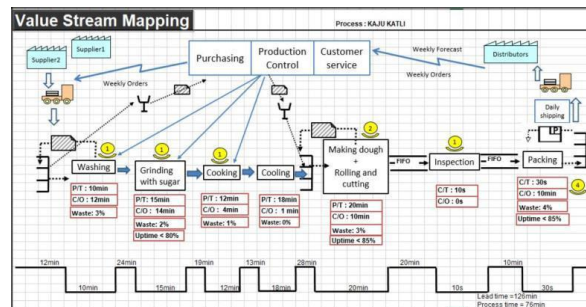 Value Stream Mapping
Process : KAJU KATLI
Supplier1
Supplier2
Purchasing
Production Control
Customer service
Weekly Forecast
Distributors
Weekly Orders
Weekly Orders
Daily shipping
1
Washing
P/T: 10min
C/O: 12min
Waste: 3%
1
Grinding with sugar
P/T: 15min
C/O: 14min
Waste: 2%
Uptime < 80%
1
Cooking
P/T: 12min
C/O: 4min
Waste: 1%
Cooling
P/T: 18min
C/O: 1 min
Waste: 0%
2
Making dough
+
Rolling and cutting
P/T: 20min
C/O: 10min
Waste: 3%
Uptime < 85%
FIFO
1
Inspection
C/T: 10s
C/O: 0s
FIFO
P
Packing
4
C/T: 30s
C/O: 10min
Waste: 4%
Uptime < 85%
12min
10min
24min
15min
19min
12min
13min
18min
28min
20min
20min
10s
10min
30s
Lead time =126min
Process time = 76min